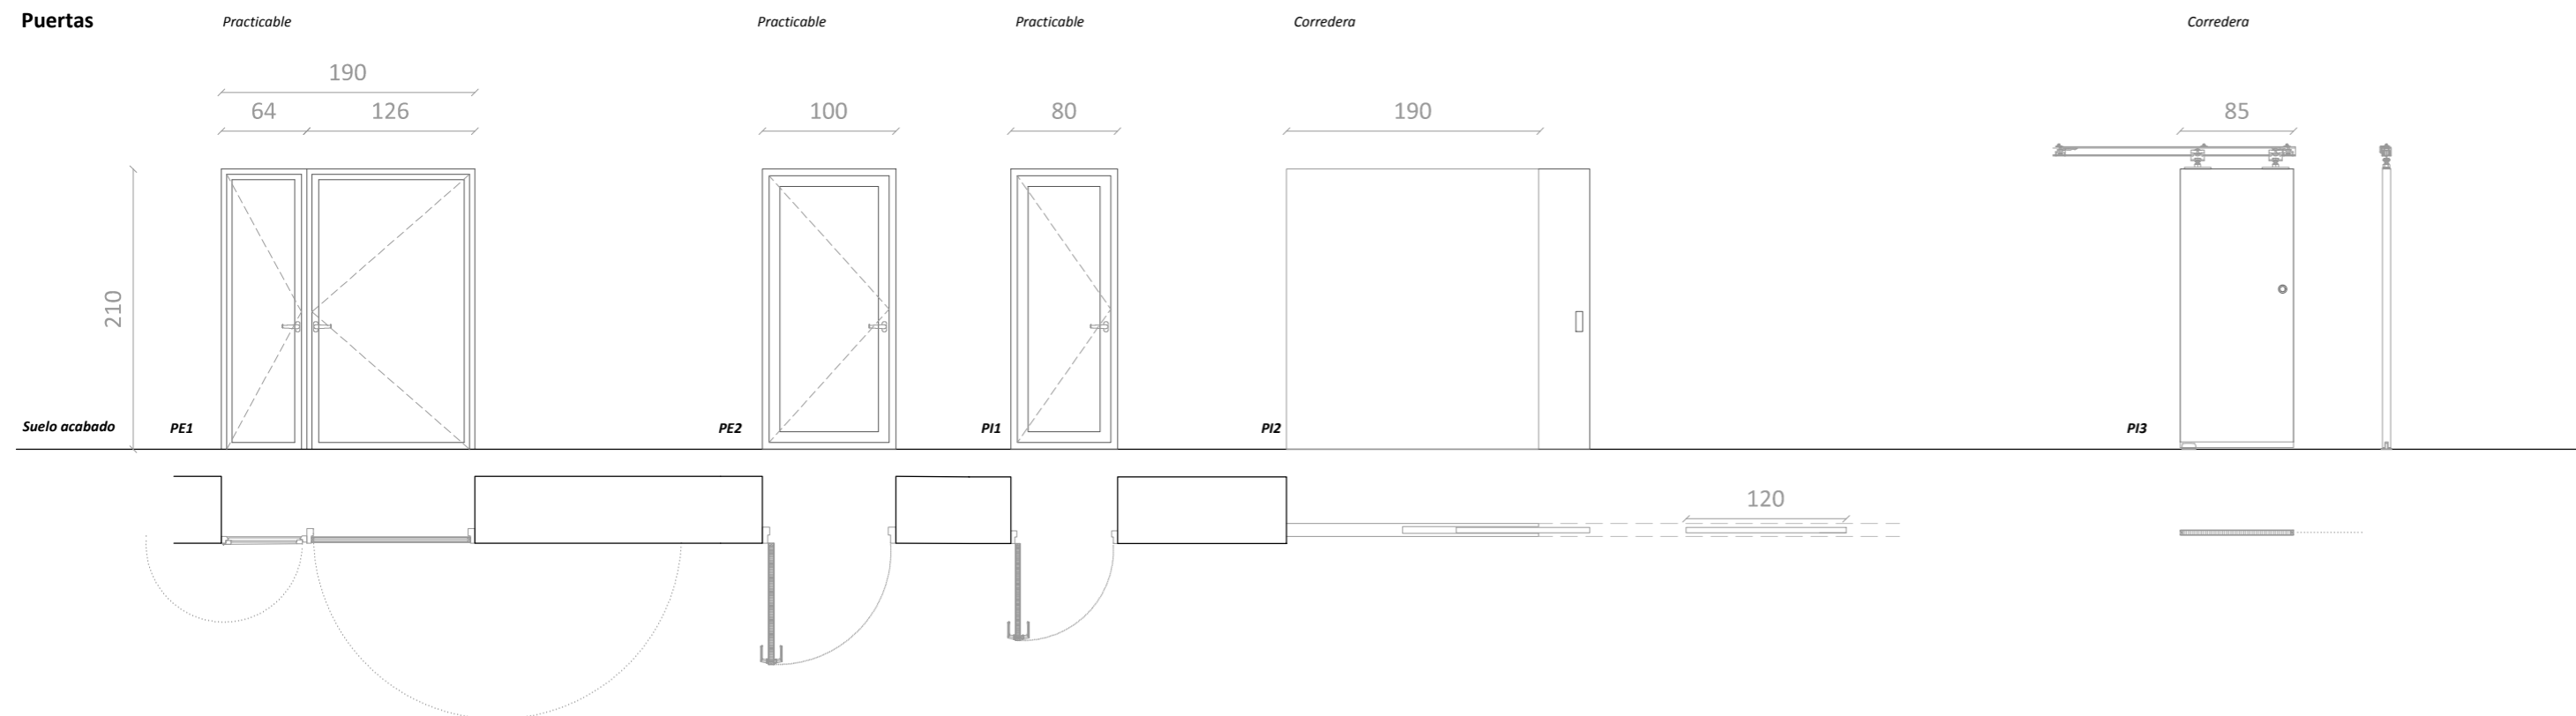 Puertas
Practicable
Practicable
Practicable
Corredera
Corredera
190
64
126
100
80
190
85
210
Suelo acabado
PE1
PE2
PI1
PI2
PI3
120